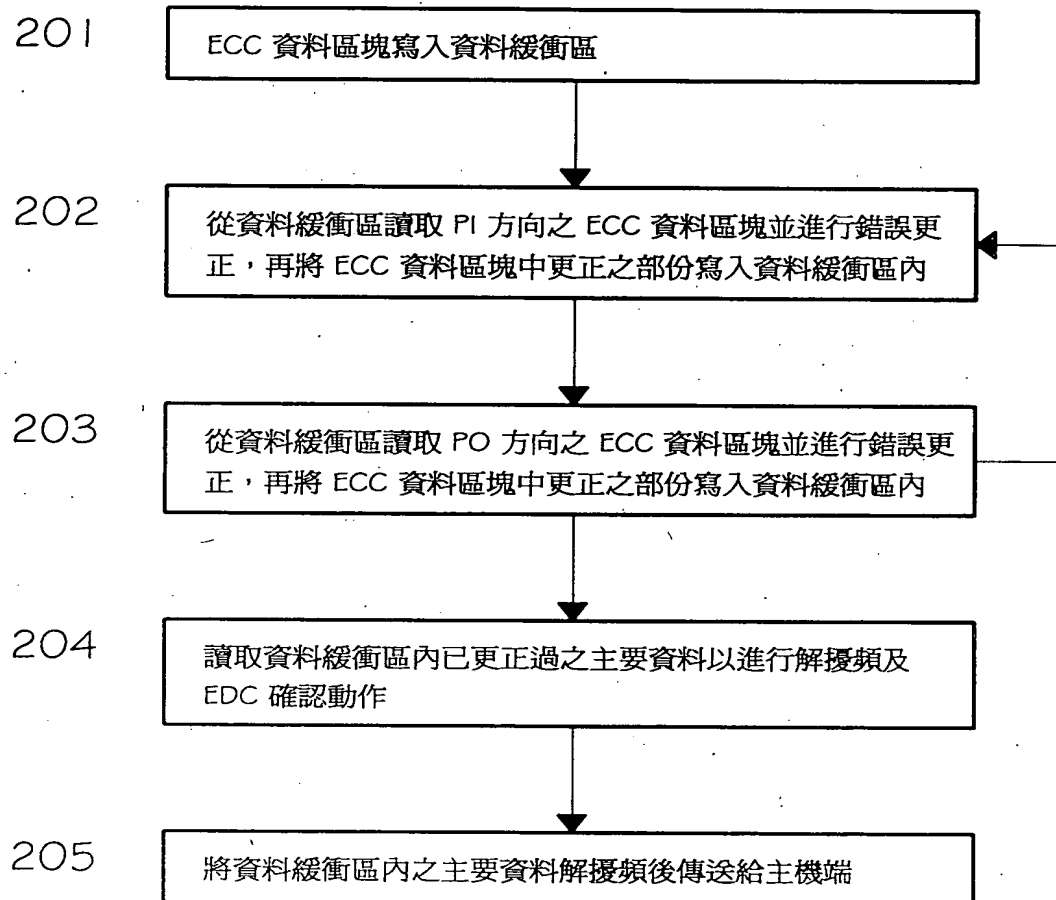 201
ECC 資料區塊寫入資料緩衝區
202
從資料緩衝區讀取 PI 方向之 ECC 資料區塊並進行錯誤更
正，再將 ECC 資料區塊中更正之部份寫入資料緩衝區內
203
從資料緩衝區讀取 PO 方向之 ECC 資料區塊並進行錯誤更
正，再將 ECC 資料區塊中更正之部份寫入資料緩衝區內
204
讀取資料緩衝區內已更正過之主要資料以進行解擾頻及
EDC 確認動作
205
將資料緩衝區內之主要資料解擾頻後傳送給主機端